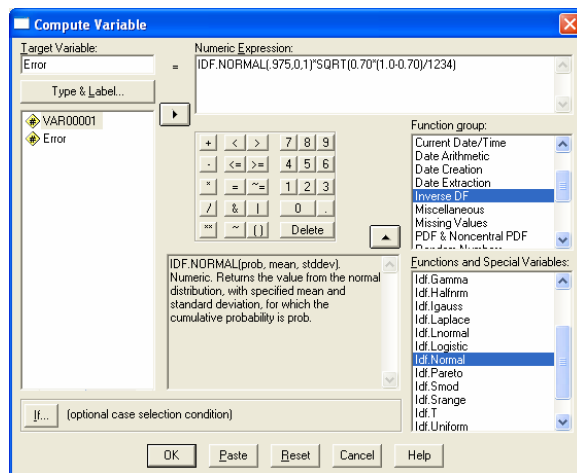 Compute Variable
Target Variable:
Numeric Expression:
Error
=
IDF.NORMAL(.975,0,1)*SQRT(0.70*(1.0-0.70)/1234)
Type & Label...
VAR00001
Error
+ < > 7 8 9
- <= >= 4 5 6
* = ~= 1 2 3
/ & | 0 .
** ~ () Delete
Function group:
Current Date/Time
Date Arithmetic
Date Creation
Date Extraction
Inverse DF
Miscellaneous
Missing Values
PDF & Noncentral PDF
Random Numbers
IDF.NORMAL(prob, mean, stddev).
Numeric. Returns the value from the normal
distribution, with specified mean and
standard deviation, for which the
cumulative probability is prob.
Functions and Special Variables:
Idf.Gamma
Idf.Halfnrm
Idf.Igauss
Idf.Laplace
Idf.Lnormal
Idf.Logistic
Idf.Normal
Idf.Pareto
Idf.Smod
Idf.Srange
Idf.T
Idf.Uniform
If... (optional case selection condition)
OK Paste Reset Cancel Help